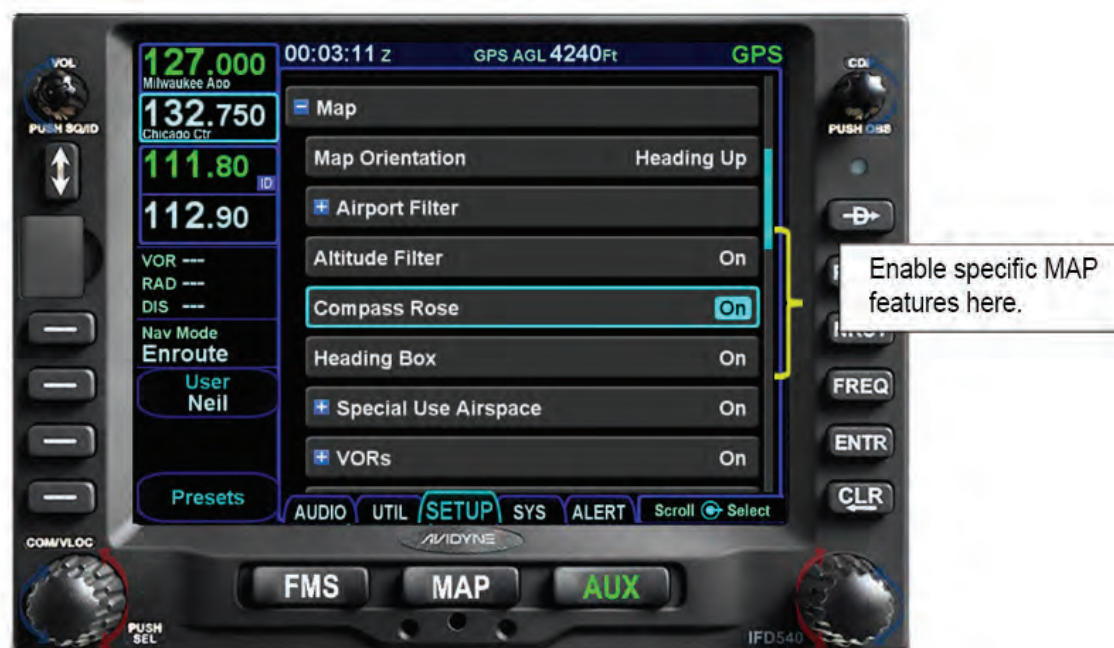 VOL
PUSH SQ/ID
127.000
Milwaukee App
132.750
Chicago Ctr
111.80
ID
112.90
VOR ---
RAD ---
DIS ---
Nav Mode
Enroute
User
Neil
Presets
00:03:11 Z GPS AGL 4240Ft GPS
Map
Map Orientation Heading Up
Airport Filter
Altitude Filter On
Compass Rose On
Heading Box On
Special Use Airspace On
VORs On
AUDIO UTIL SETUP SYS ALERT Scroll Select
CDI
PUSH OBS
D
Enable specific MAP
features here.
FREQ
ENTR
CLR
AVIDYNE
COM/VLOC
PUSH
SEL
FMS MAP AUX
IFD540